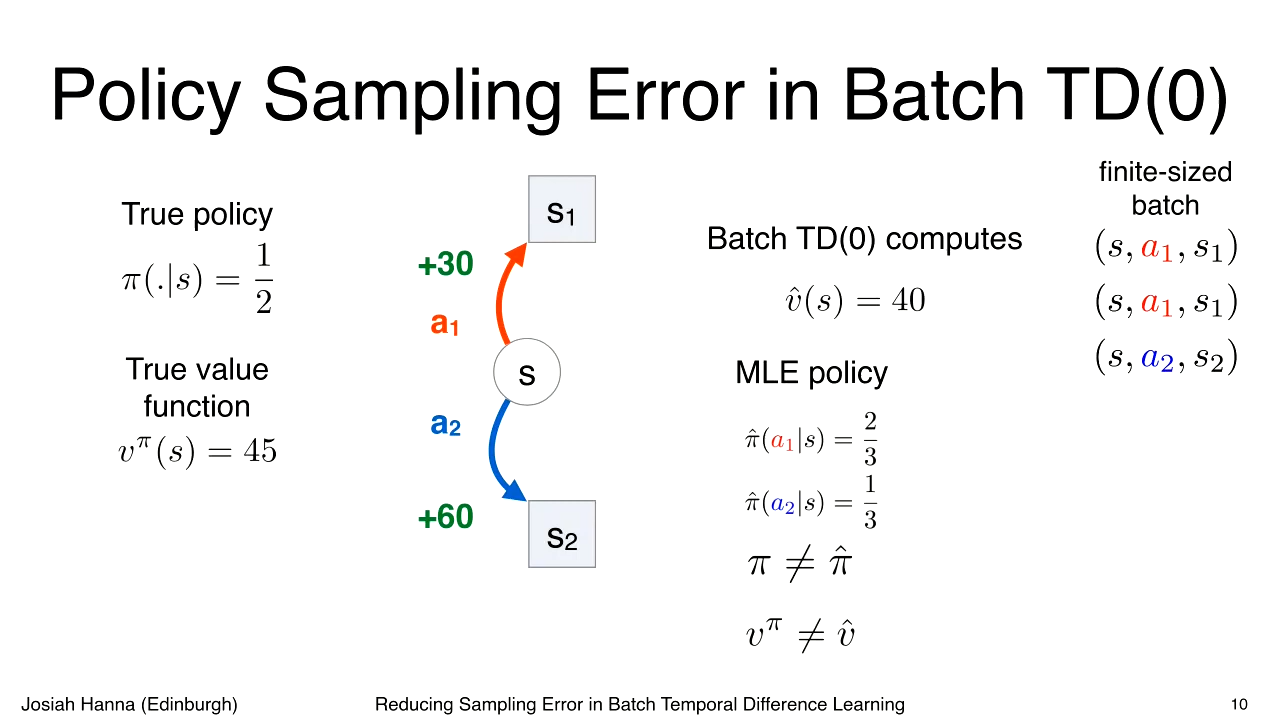 Policy Sampling Error in Batch TD(0)
True policy
π(.|s) = 1/2
True value
function
v^π(s) = 45
s₁
+30
a₁
s
a₂
+60
s₂
Batch TD(0) computes
v̂(s) = 40
MLE policy
π̂(a₁|s) = 2/3
π̂(a₂|s) = 1/3
π ≠ π̂
v^π ≠ v̂
finite-sized
batch
(s, a₁, s₁)
(s, a₁, s₁)
(s, a₂, s₂)
Josiah Hanna (Edinburgh)
Reducing Sampling Error in Batch Temporal Difference Learning
10